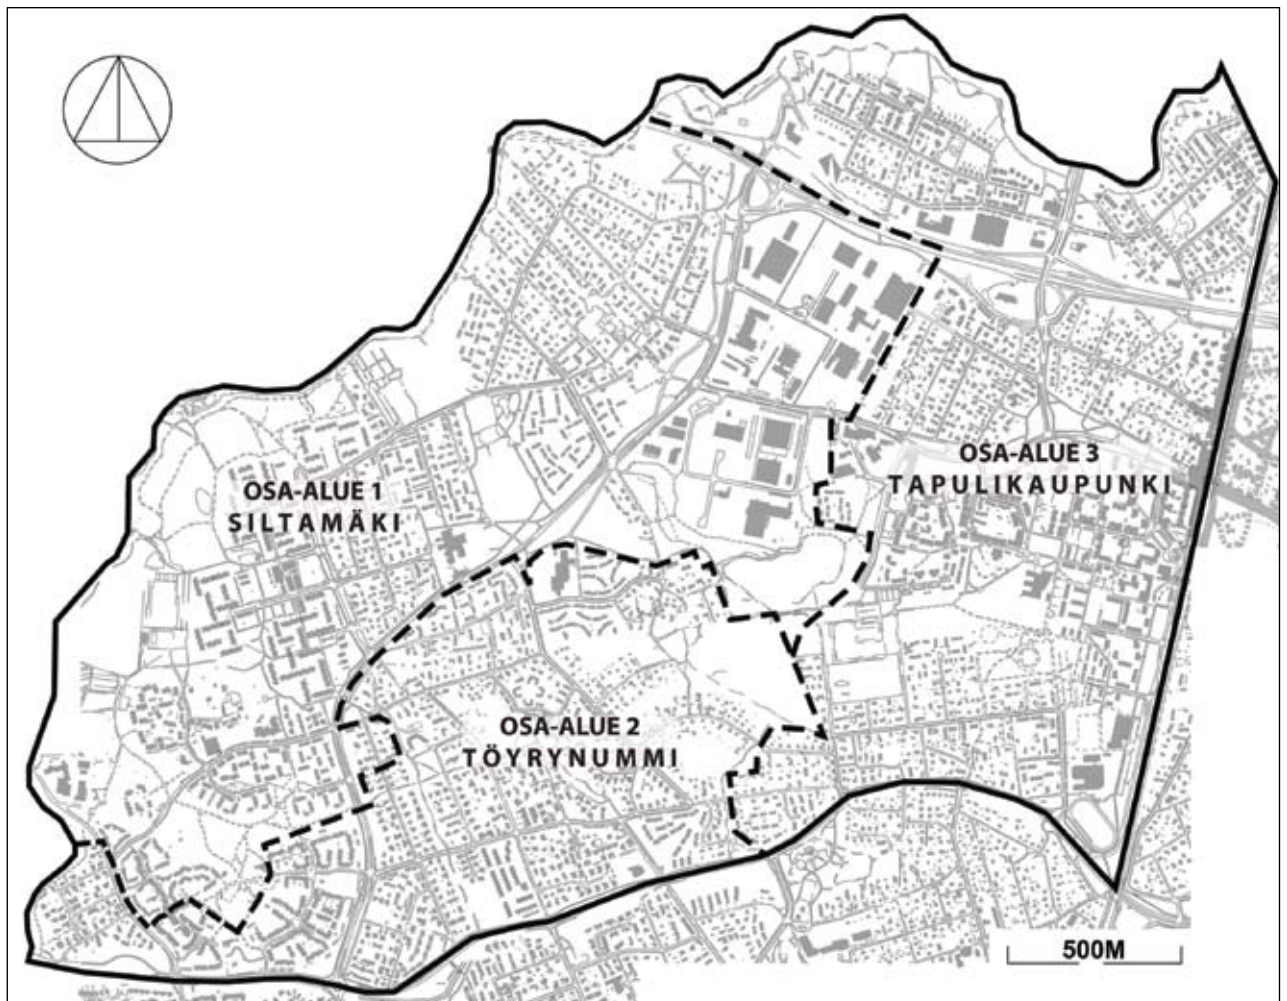 OSA-ALUE 3
TAPULIKAUPUNKI
OSA-ALUE 1
SILTAMÄKI
OSA-ALUE 2
TÖYRYNUMMI
500M